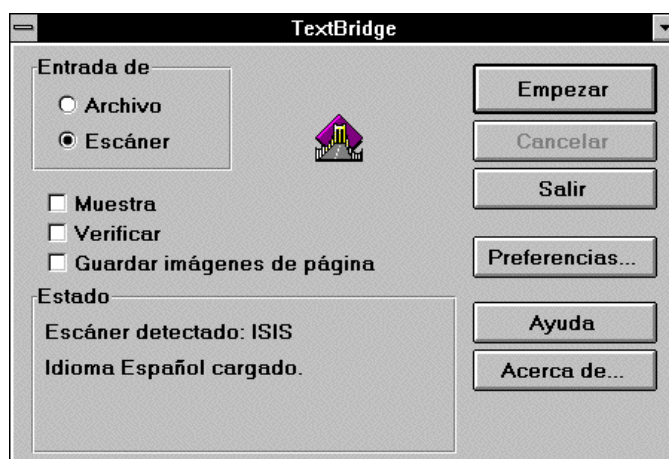 TextBridge
Entrada de
Archivo
Escáner
Muestra
Verificar
Guardar imágenes de página
Estado
Escáner detectado: ISIS
Idioma Español cargado.
Empezar
Cancelar
Salir
Preferencias...
Ayuda
Acerca de...